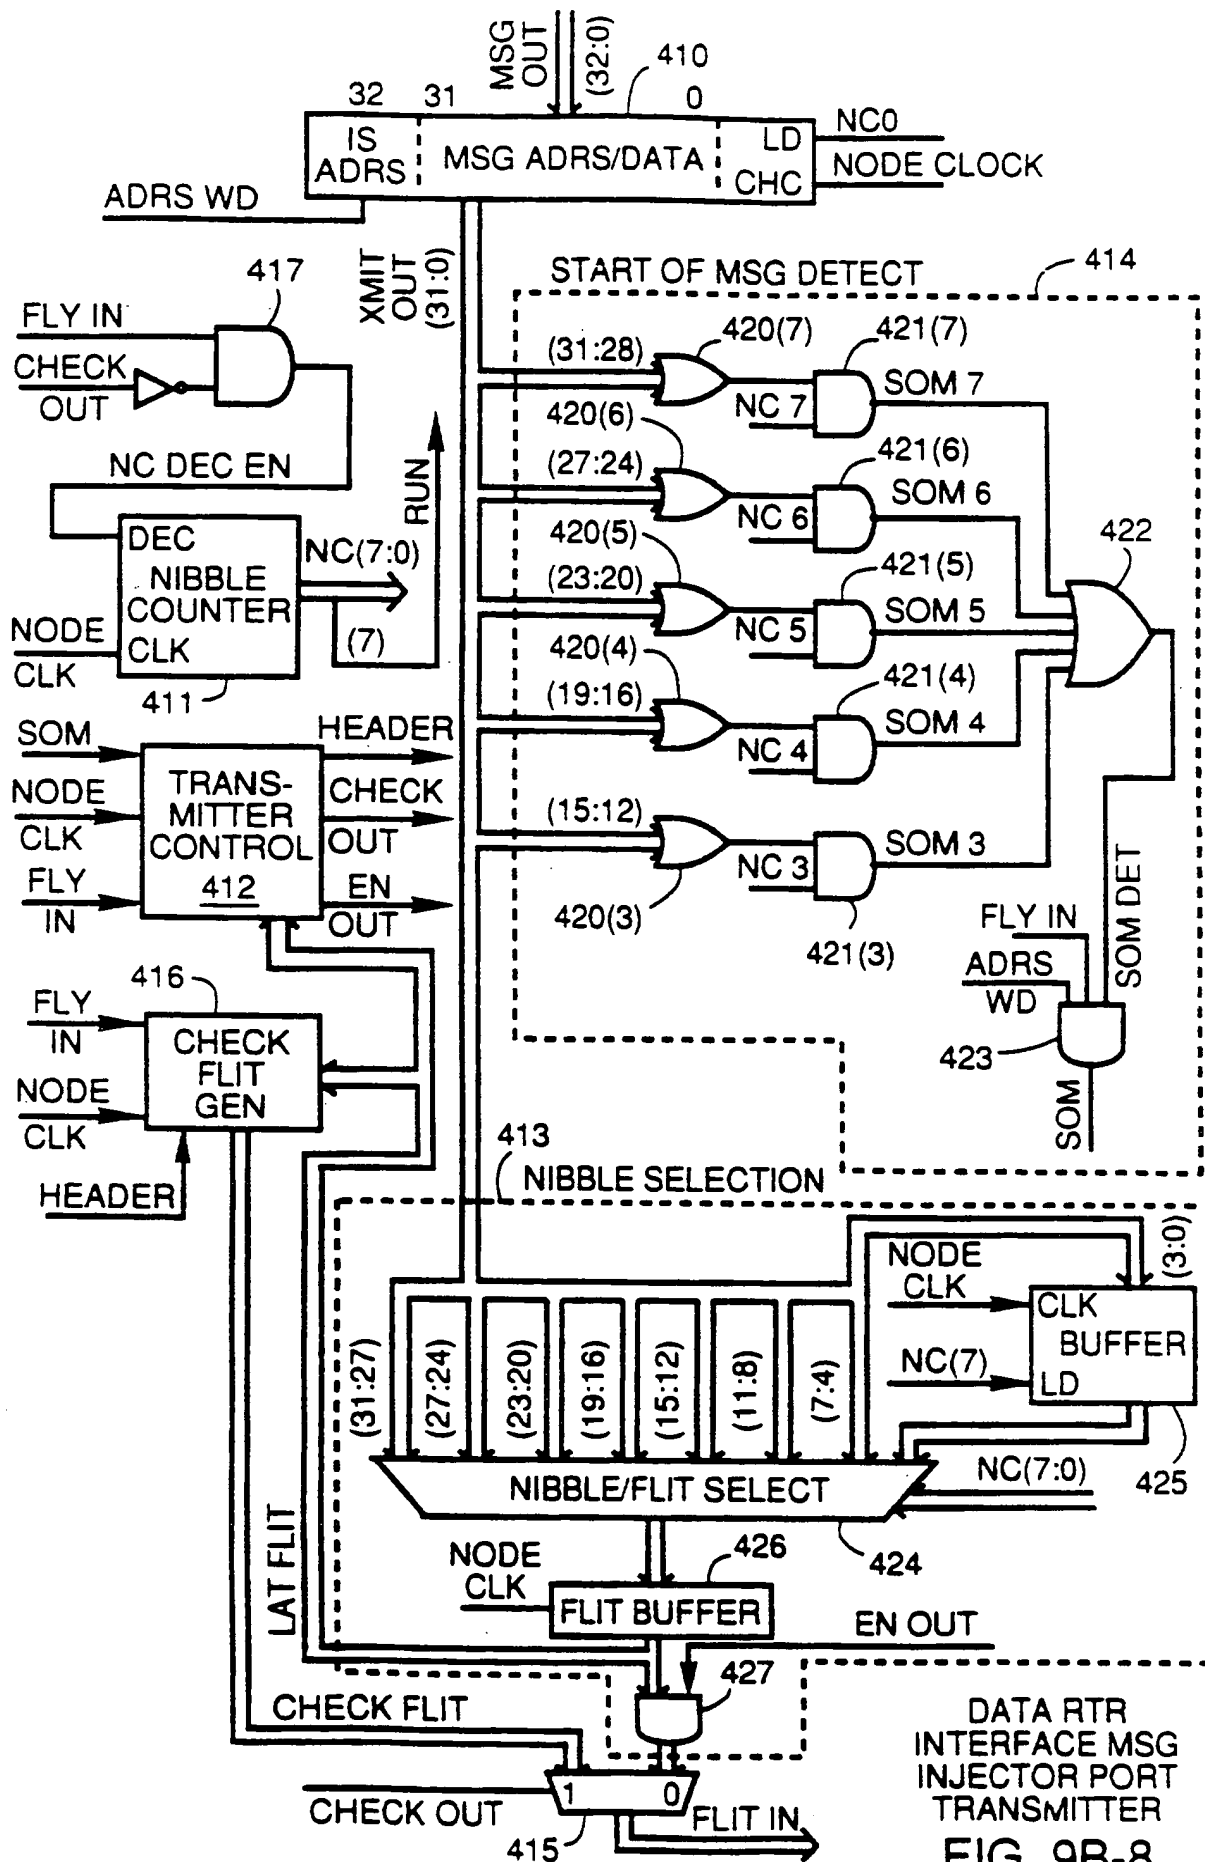 MSG
OUT
(32:0)
410
32
31
0
IS
ADRS
MSG ADRS/DATA
LD
CHC
NC0
NODE CLOCK
ADRS WD
417
XMIT
OUT
(31:0)
START OF MSG DETECT
414
FLY IN
CHECK
OUT
NC DEC EN
RUN
DEC
NIBBLE
COUNTER
CLK
NC(7:0)
(7)
NODE
CLK
411
(31:28)
420(7)
421(7)
NC 7
SOM 7
420(6)
(27:24)
421(6)
NC 6
SOM 6
420(5)
(23:20)
421(5)
NC 5
SOM 5
422
420(4)
(19:16)
421(4)
NC 4
SOM 4
(15:12)
NC 3
SOM 3
420(3)
421(3)
SOM DET
FLY IN
ADRS
WD
423
SOM
SOM
NODE
CLK
FLY
IN
TRANS-
MITTER
CONTROL
412
HEADER
CHECK
OUT
EN
OUT
416
FLY
IN
NODE
CLK
CHECK
FLIT
GEN
HEADER
413
NIBBLE SELECTION
NODE
CLK
(3:0)
CLK
BUFFER
LD
NC(7)
425
(31:27)
(27:24)
(23:20)
(19:16)
(15:12)
(11:8)
(7:4)
NIBBLE/FLIT SELECT
NC(7:0)
424
LAT FLIT
NODE
CLK
426
FLIT BUFFER
EN OUT
427
CHECK FLIT
1
0
CHECK OUT
415
FLIT IN
DATA RTR
INTERFACE MSG
INJECTOR PORT
TRANSMITTER
FIG. 9B-8